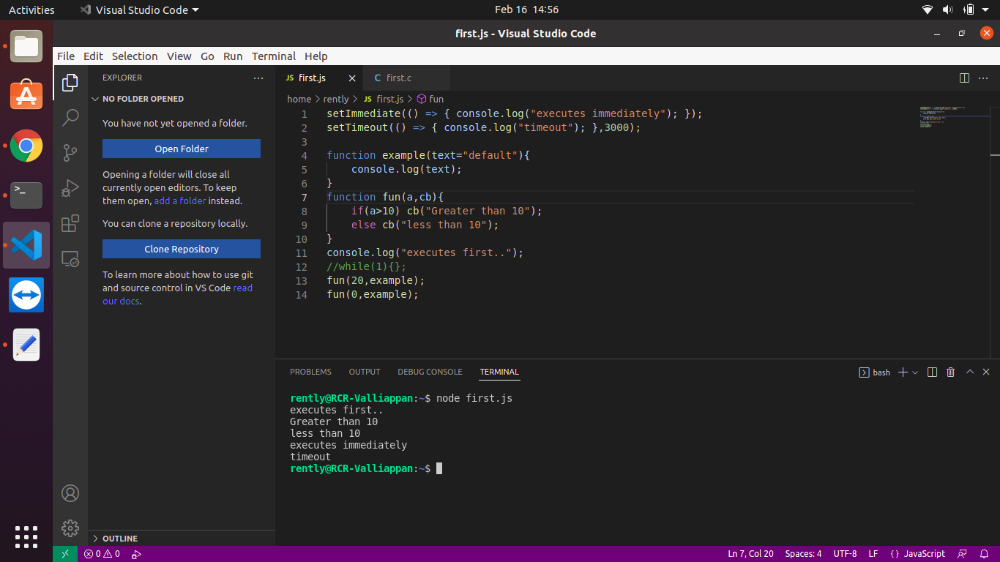 Activities Visual Studio Code Feb 16 14:56
first.js - Visual Studio Code
File Edit Selection View Go Run Terminal Help
EXPLORER
NO FOLDER OPENED
You have not yet opened a folder.
Open Folder
Opening a folder will close all
currently open editors. To keep
them open, add a folder instead.
You can clone a repository locally.
Clone Repository
To learn more about how to use git
and source control in VS Code read
our docs.
OUTLINE
JS first.js C first.c
home > rently > JS first.js > fun
1 setImmediate(() => { console.log("executes immediately"); });
2 setTimeout(() => { console.log("timeout"); },3000);
3
4 function example(text="default"){
5     console.log(text);
6 }
7 function fun(a,cb){
8     if(a>10) cb("Greater than 10");
9     else cb("less than 10");
10 }
11 console.log("executes first..");
12 //while(1){};
13 fun(20,example);
14 fun(0,example);
PROBLEMS OUTPUT DEBUG CONSOLE TERMINAL bash
rently@RCR-Valliappan:~$ node first.js
executes first..
Greater than 10
less than 10
executes immediately
timeout
rently@RCR-Valliappan:~$
0 0 Ln 7, Col 20 Spaces: 4 UTF-8 LF {} JavaScript